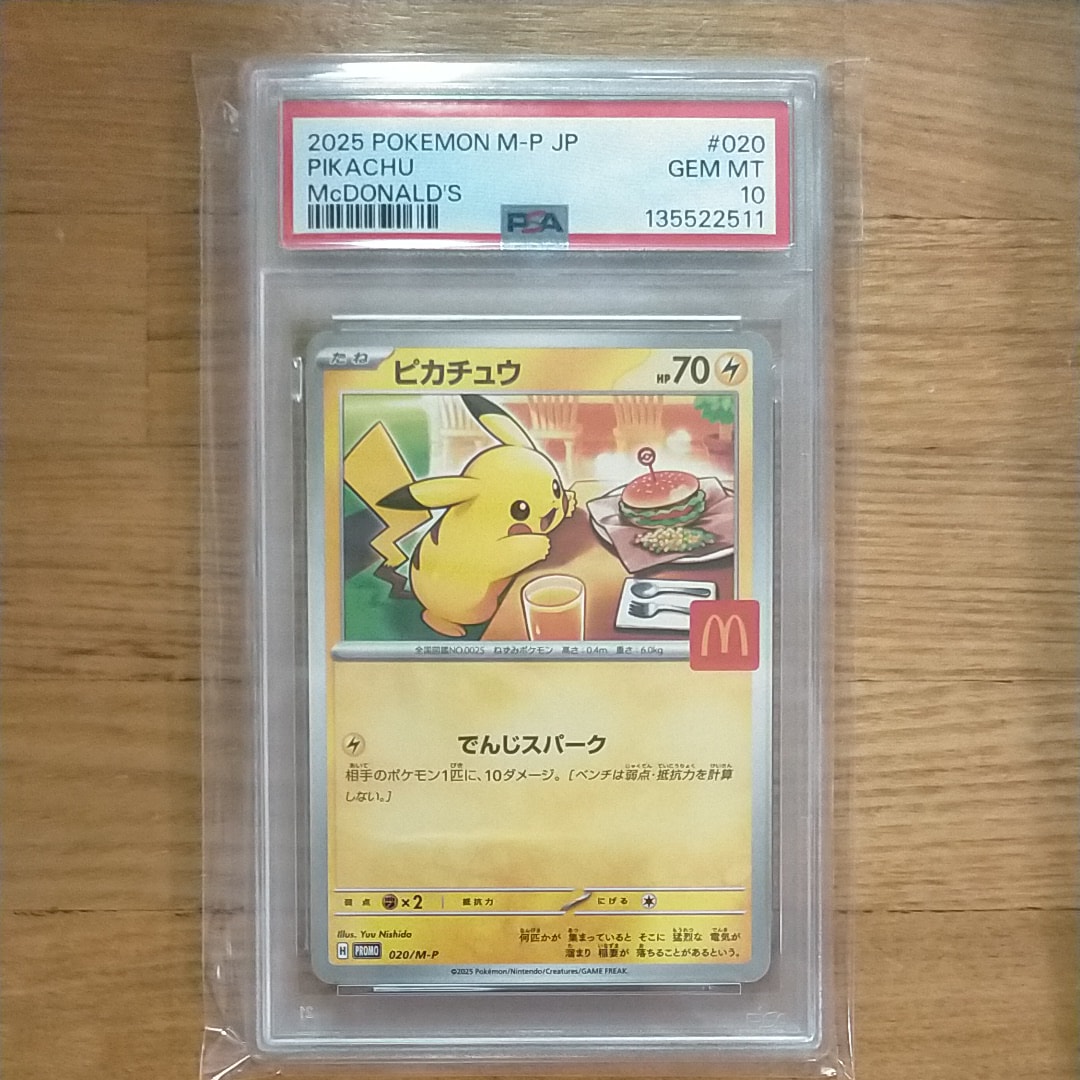 2025 POKEMON M-P JP #020
PIKACHU GEM MT
McDONALD'S 10
PSA 135522511
たね ピカチュウ HP70
全国図鑑NO.0025 ねずみポケモン 高さ:0.4m 重さ:6.0kg
M
でんじスパーク
相手のポケモン1匹に、10ダメージ。[ベンチは弱点・抵抗力を計算
しない。]
弱点 ×2 抵抗力 にげる
Illus. Yuu Nishida
何匹かが 集まっていると そこに 猛烈な 電気が
溜まり 稲妻が 落ちることがあるという。
H PROMO 020/M-P
©2025 Pokémon/Nintendo/Creatures/GAME FREAK.